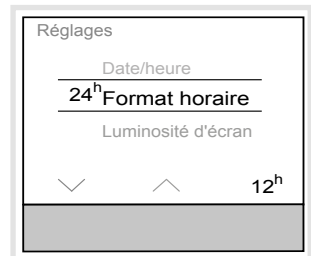 Réglages
Date/heure
24h Format horaire
Luminosité d'écran
12h